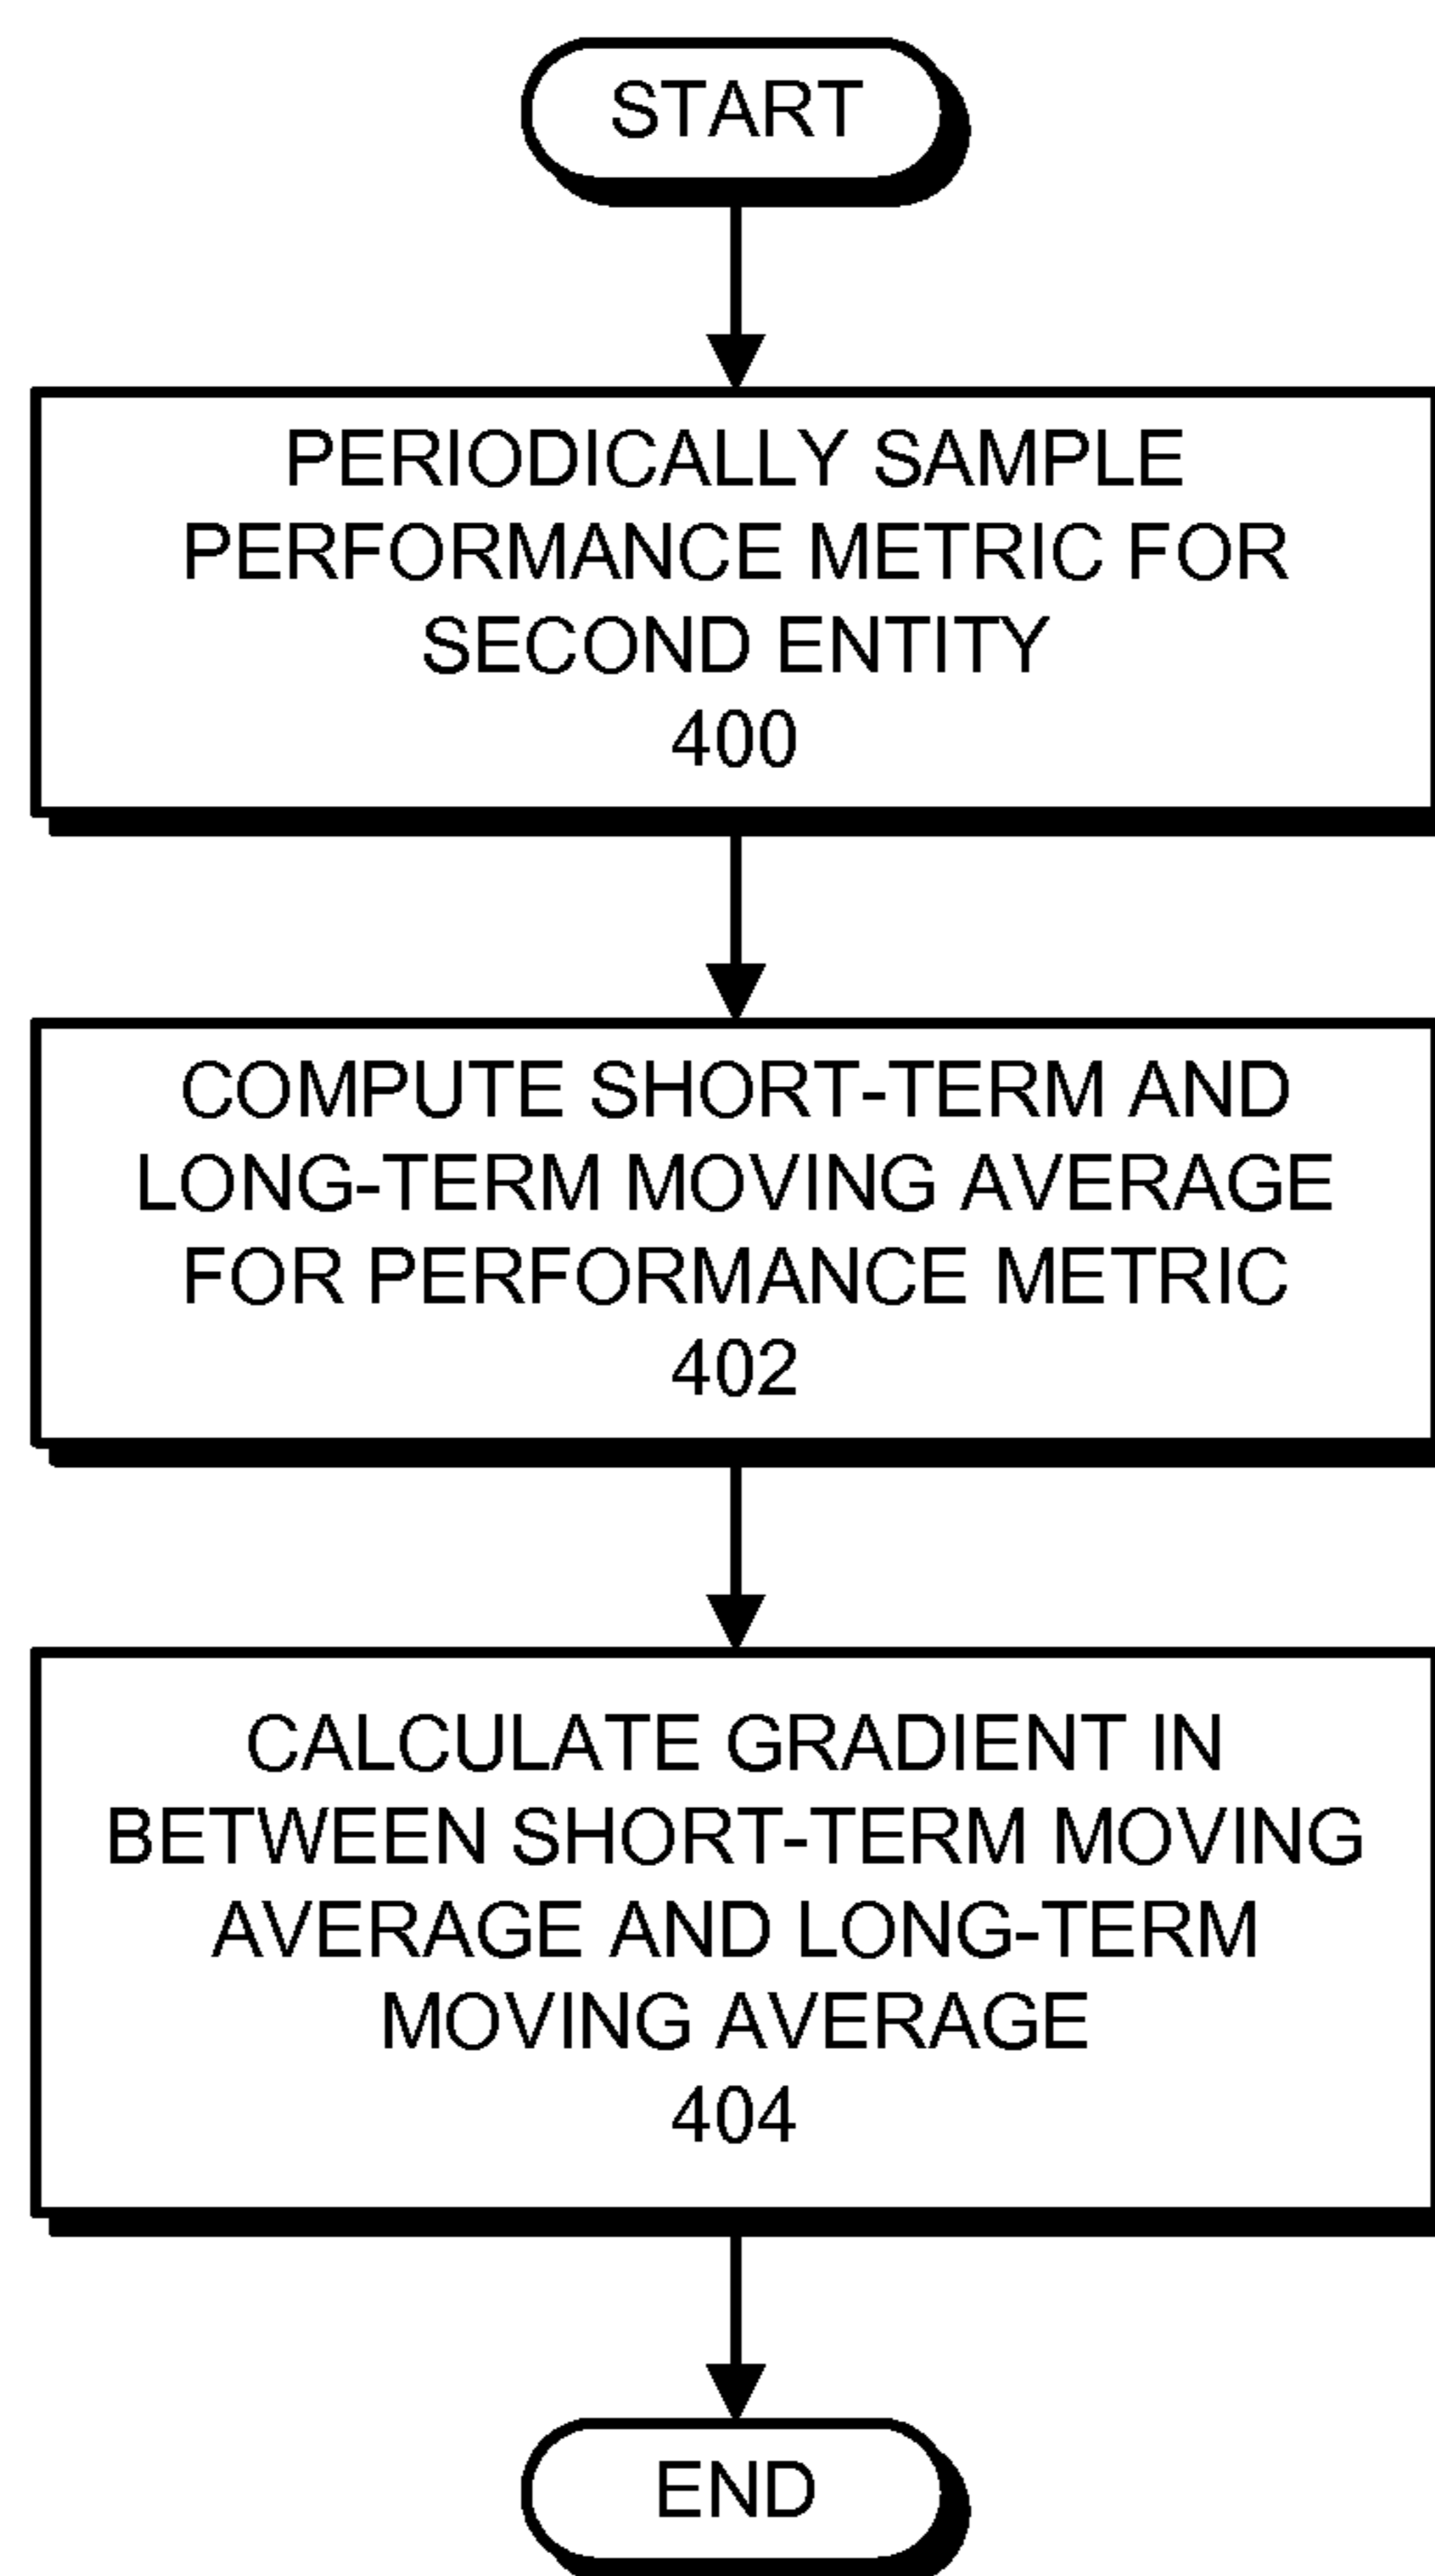 START
PERIODICALLY SAMPLE
PERFORMANCE METRIC FOR
SECOND ENTITY
400
COMPUTE SHORT-TERM AND
LONG-TERM MOVING AVERAGE
FOR PERFORMANCE METRIC
402
CALCULATE GRADIENT IN
BETWEEN SHORT-TERM MOVING
AVERAGE AND LONG-TERM
MOVING AVERAGE
404
END